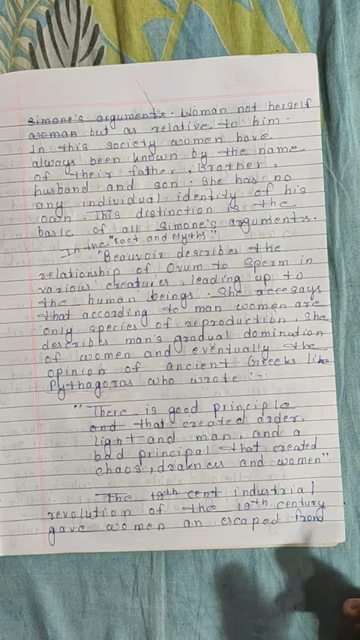 Simone's arguments. Woman not herself
woman but as relative to him.
In this society women have
always been known by the name
of their father, brother,
husband and son. She has no
any individual identity of his
own. This distinction is the
basic of all Simone's arguments.
In the "Fact and Myths"
"Beauvoir describes the
relationship of Ovum to Sperm in
various creatures, leading up to
the human beings. She accesays
that according to man women are
only species of reproduction. She
describes man's gradual domination
of women and eventually the
opinion of ancient Greeks like
Pythagoras who wrote :-
"There is good principle
and that created order,
light and man, and a
bad principal that created
chaos, draknes and women"
The 19th cent industrial
revolution of the 19th century
gave women an escaped from